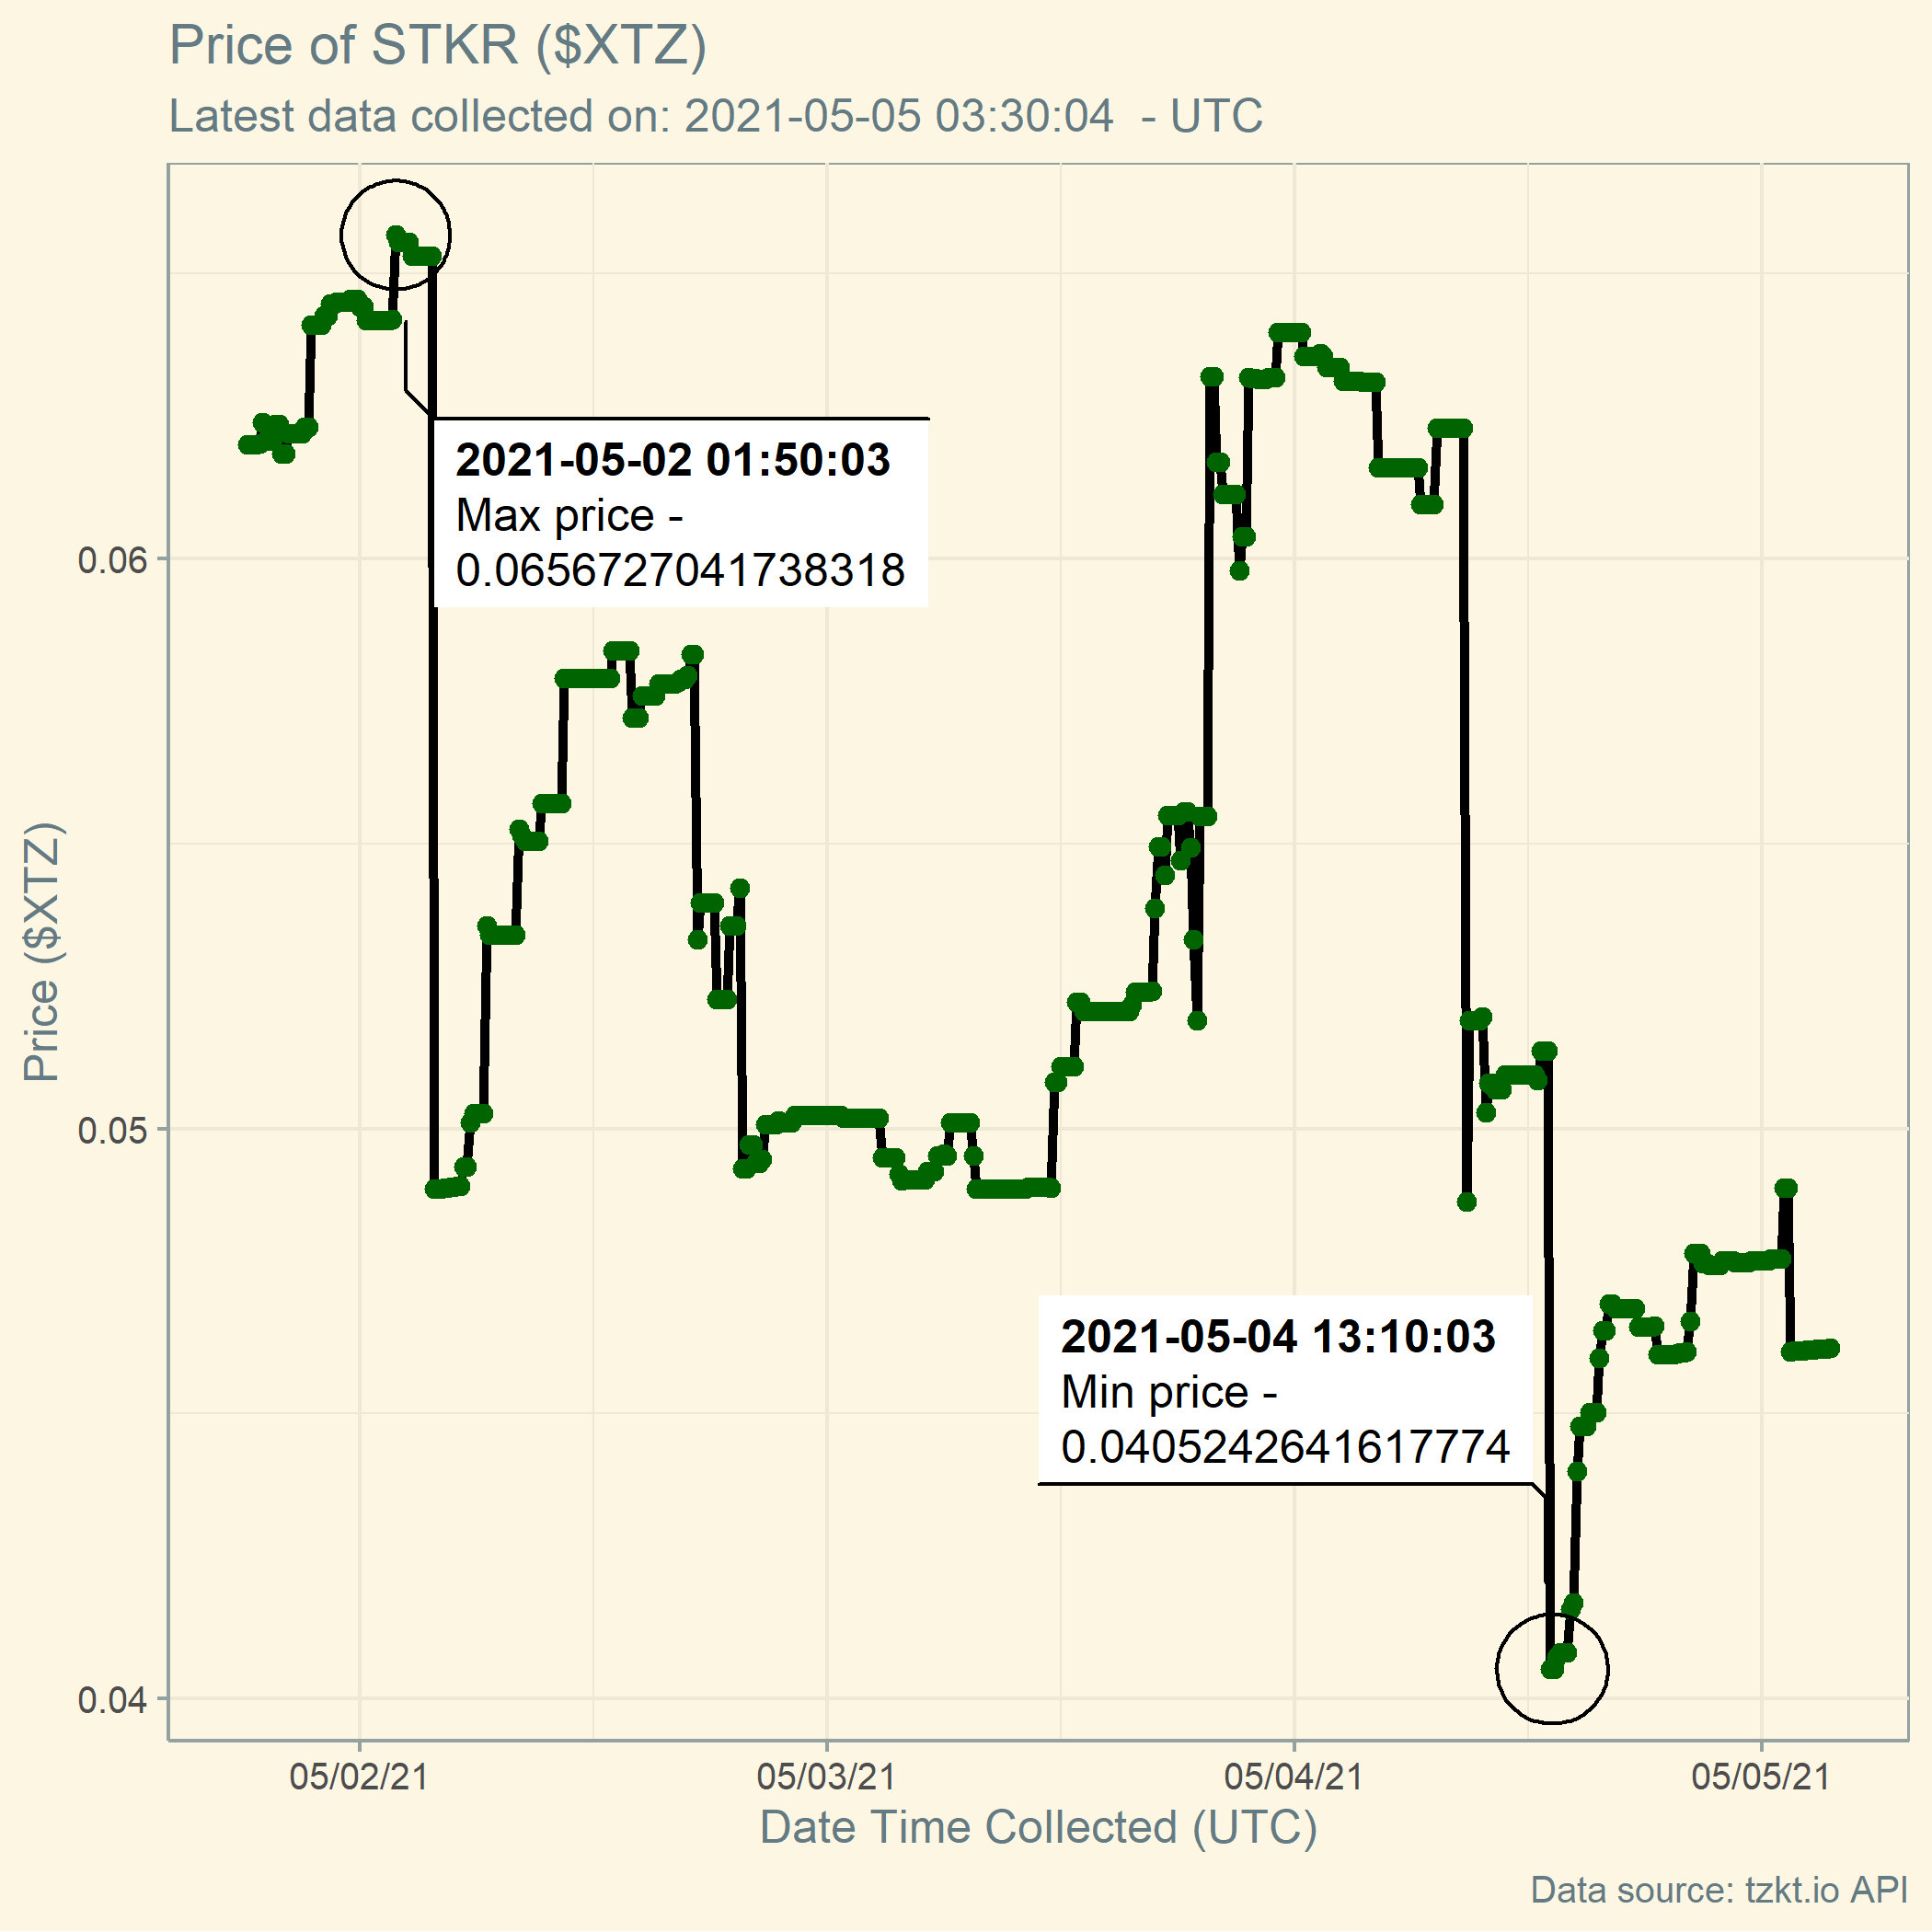 Price of STKR ($XTZ)
Latest data collected on: 2021-05-05 03:30:04  - UTC
2021-05-02 01:50:03
Max price -
0.0656727041738318
0.06
Price ($XTZ)
0.05
2021-05-04 13:10:03
Min price -
0.0405242641617774
0.04
05/02/21 05/03/21 05/04/21 05/05/21
Date Time Collected (UTC)
Data source: tzkt.io API